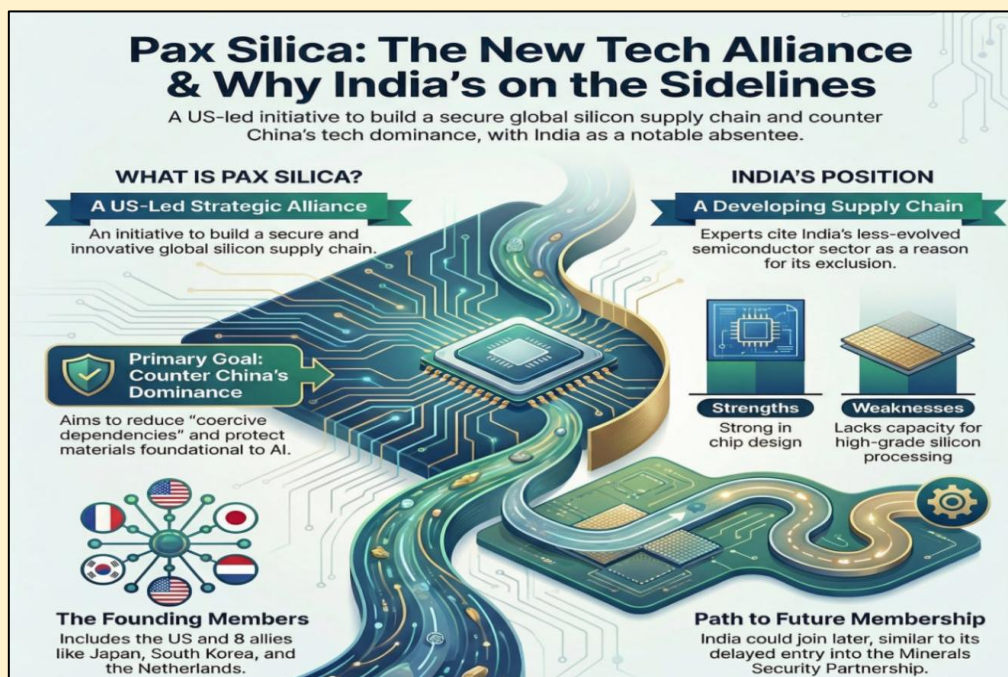 Pax Silica: The New Tech Alliance
& Why India's on the Sidelines
A US-led initiative to build a secure global silicon supply chain and counter
China's tech dominance, with India as a notable absentee.
WHAT IS PAX SILICA?
A US-Led Strategic Alliance
An initiative to build a secure and
innovative global silicon supply chain.
Primary Goal:
Counter China's
Dominance
Aims to reduce "coercive
dependencies" and protect
materials foundational to AI.
The Founding Members
Includes the US and 8 allies
like Japan, South Korea, and
the Netherlands.
INDIA'S POSITION
A Developing Supply Chain
Experts cite India's less-evolved
semiconductor sector as a reason
for its exclusion.
Strengths
Strong in
chip design
Weaknesses
Lacks capacity for
high-grade silicon
processing
Path to Future Membership
India could join later, similar to its
delayed entry into the Minerals
Security Partnership.